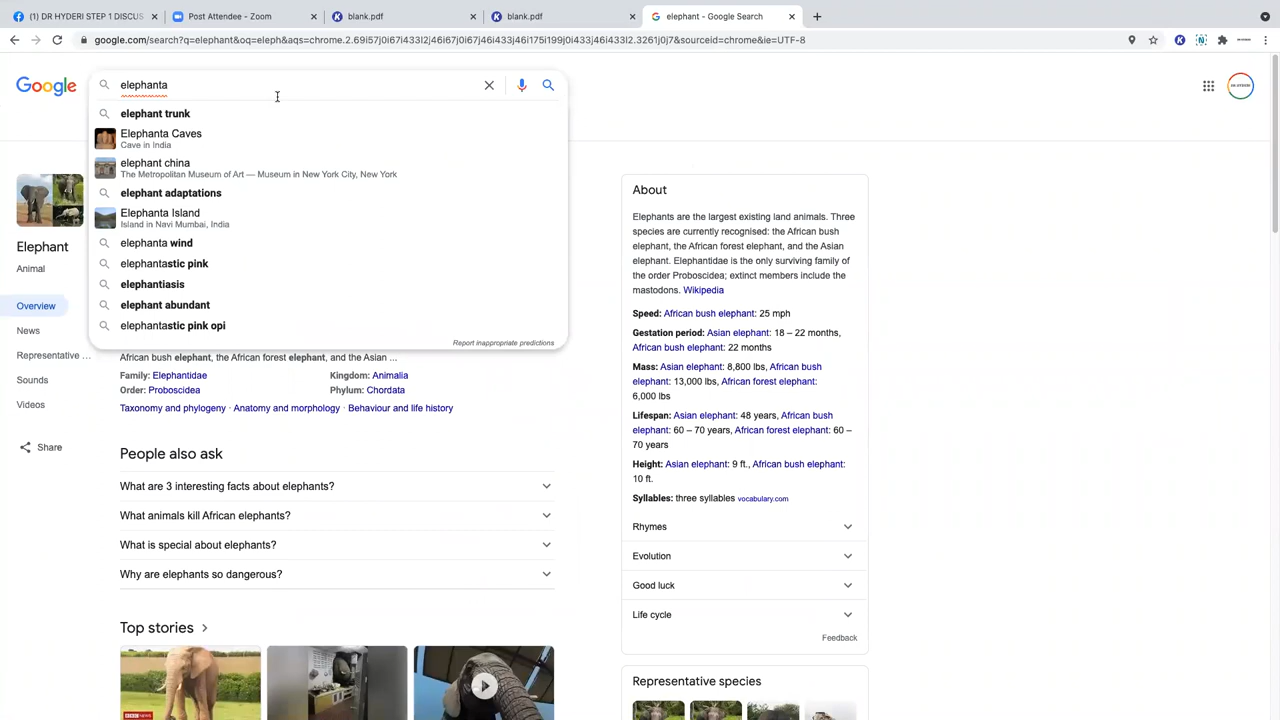 (1) DR HYDERI STEP 1 DISCUS
Post Attendee - Zoom
blank.pdf
blank.pdf
elephant - Google Search
google.com/search?q=elephant&oq=eleph&aqs=chrome.2.69i57j0i67i433l2j46i67j0i67j46i433j46i175i199j0i433j46i433l2.3261j0j7&sourceid=chrome&ie=UTF-8
Google
elephanta
elephant trunk
Elephanta Caves
Cave in India
elephant china
The Metropolitan Museum of Art — Museum in New York City, New York
elephant adaptations
Elephanta Island
Island in Navi Mumbai, India
elephanta wind
elephantastic pink
elephantiasis
elephant abundant
elephantastic pink opi
Report inappropriate predictions
Elephant
Animal
Overview
News
Representative ...
Sounds
Videos
Share
African bush elephant, the African forest elephant, and the Asian ...
Family: Elephantidae
Kingdom: Animalia
Order: Proboscidea
Phylum: Chordata
Taxonomy and phylogeny · Anatomy and morphology · Behaviour and life history
People also ask
What are 3 interesting facts about elephants?
What animals kill African elephants?
What is special about elephants?
Why are elephants so dangerous?
Top stories
BBC NEWS
About
Elephants are the largest existing land animals. Three
species are currently recognised: the African bush
elephant, the African forest elephant, and the Asian
elephant. Elephantidae is the only surviving family of
the order Proboscidea; extinct members include the
mastodons. Wikipedia
Speed: African bush elephant: 25 mph
Gestation period: Asian elephant: 18 – 22 months,
African bush elephant: 22 months
Mass: Asian elephant: 8,800 lbs, African bush
elephant: 13,000 lbs, African forest elephant:
6,000 lbs
Lifespan: Asian elephant: 48 years, African bush
elephant: 60 – 70 years, African forest elephant: 60 –
70 years
Height: Asian elephant: 9 ft., African bush elephant:
10 ft.
Syllables: three syllables vocabulary.com
Rhymes
Evolution
Good luck
Life cycle
Feedback
Representative species